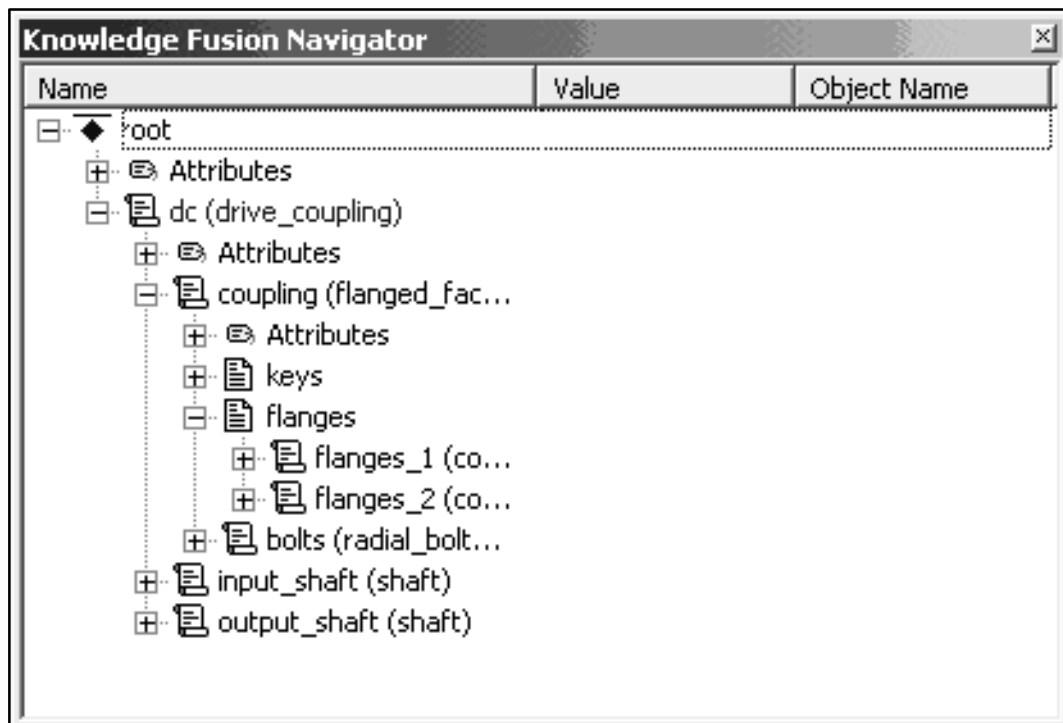 Knowledge Fusion Navigator
Name Value Object Name
root
Attributes
dc (drive_coupling)
Attributes
coupling (flanged_fac...
Attributes
keys
flanges
flanges_1 (co...
flanges_2 (co...
bolts (radial_bolt...
input_shaft (shaft)
output_shaft (shaft)